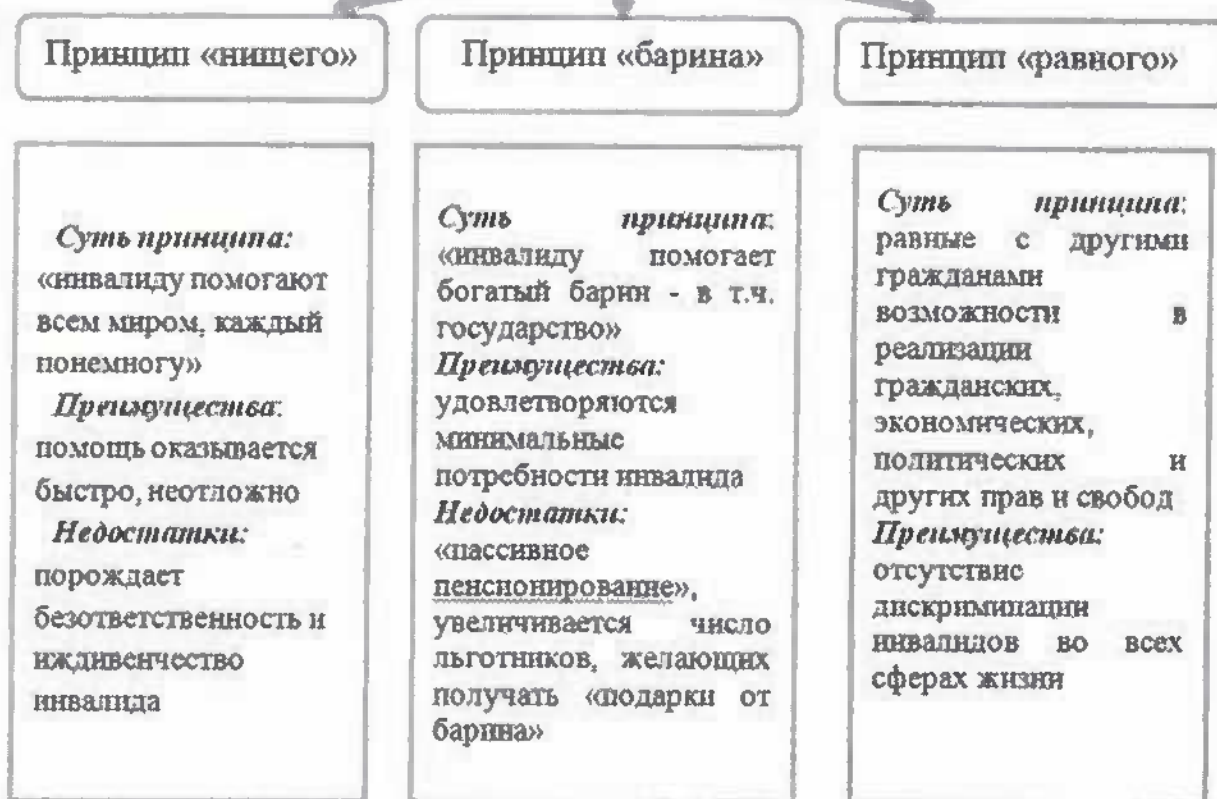 Принцип «нищего»
Суть принципа:
«инвалиду помогают
всем миром, каждый
понемногу»
Преимущества:
помощь оказывается
быстро, неотложно
Недостатки:
порождает
безответственность и
иждивенчество
инвалида
Принцип «барина»
Суть принципа:
«инвалиду помогает
богатый барин - в т.ч.
государство»
Преимущества:
удовлетворяются
минимальные
потребности инвалида
Недостатки:
«пассивное
пенсионирование»,
увеличивается число
льготников, желающих
получать «подарки от
барина»
Принцип «равного»
Суть принципа:
равные с другими
гражданами
возможности в
реализации
гражданских,
экономических,
политических и
других прав и свобод
Преимущества:
отсутствие
дискриминации
инвалидов во всех
сферах жизни